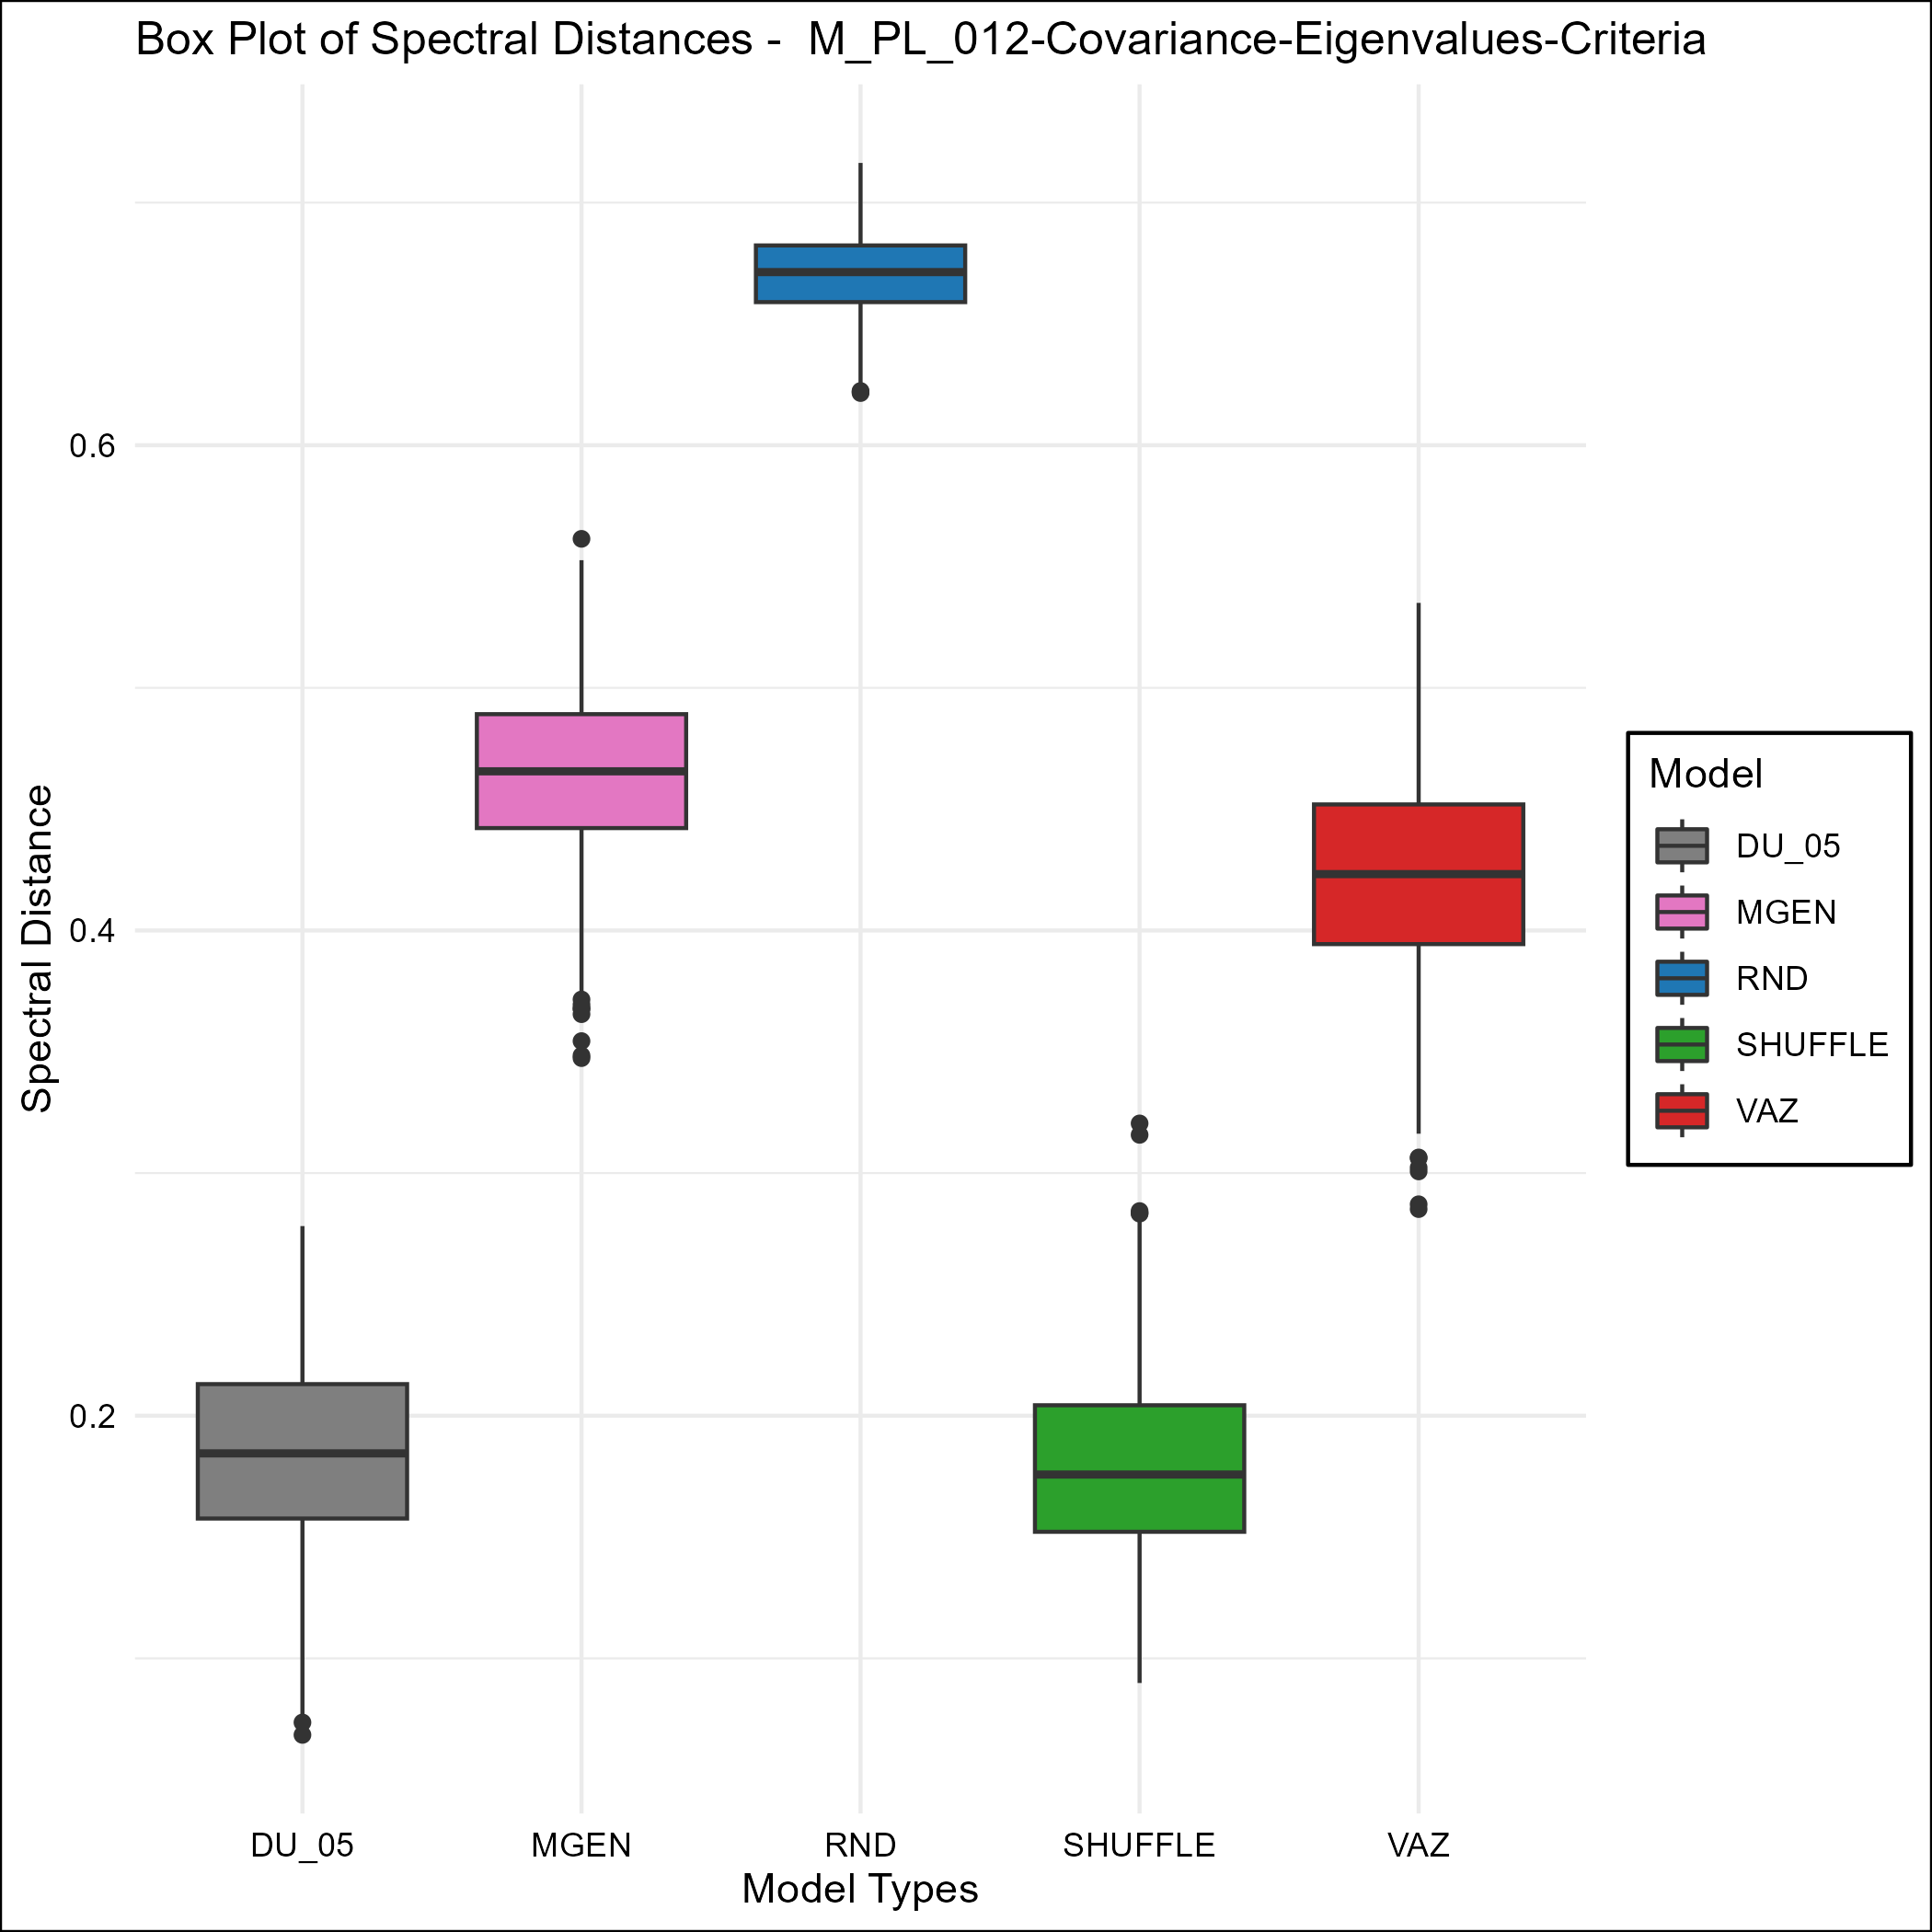 Box Plot of Spectral Distances -  M_PL_012-Covariance-Eigenvalues-Criteria
Spectral Distance
0.6
0.4
0.2
DU_05
MGEN
RND
SHUFFLE
VAZ
Model Types
Model
DU_05
MGEN
RND
SHUFFLE
VAZ